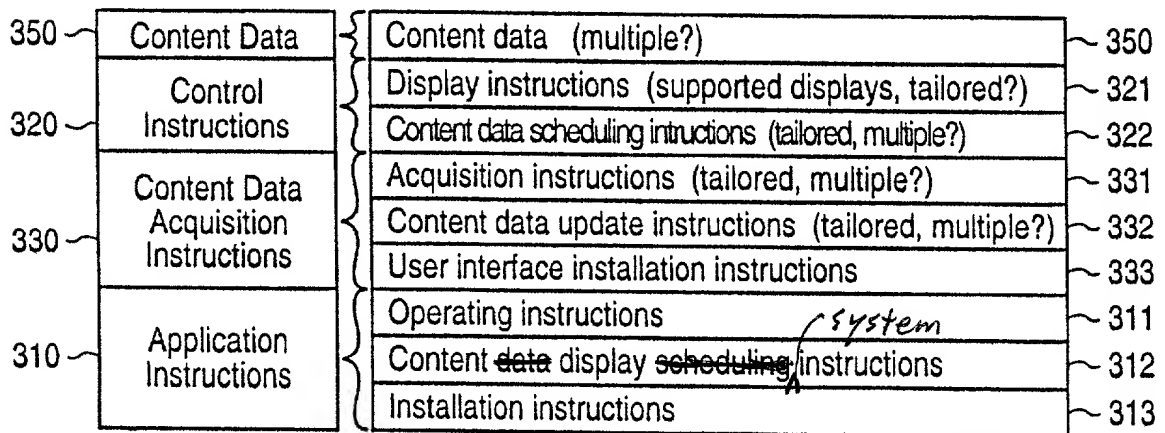 350 Content Data Content data (multiple?) 350
Control Display instructions (supported displays, tailored?) 321
320 Instructions Content data scheduling intructions (tailored, multiple?) 322
Content Data Acquisition instructions (tailored, multiple?) 331
330 Acquisition Content data update instructions (tailored, multiple?) 332
Instructions User interface installation instructions 333
Operating instructions 311
system
310 Application Content data display scheduling instructions 312
Instructions Installation instructions 313